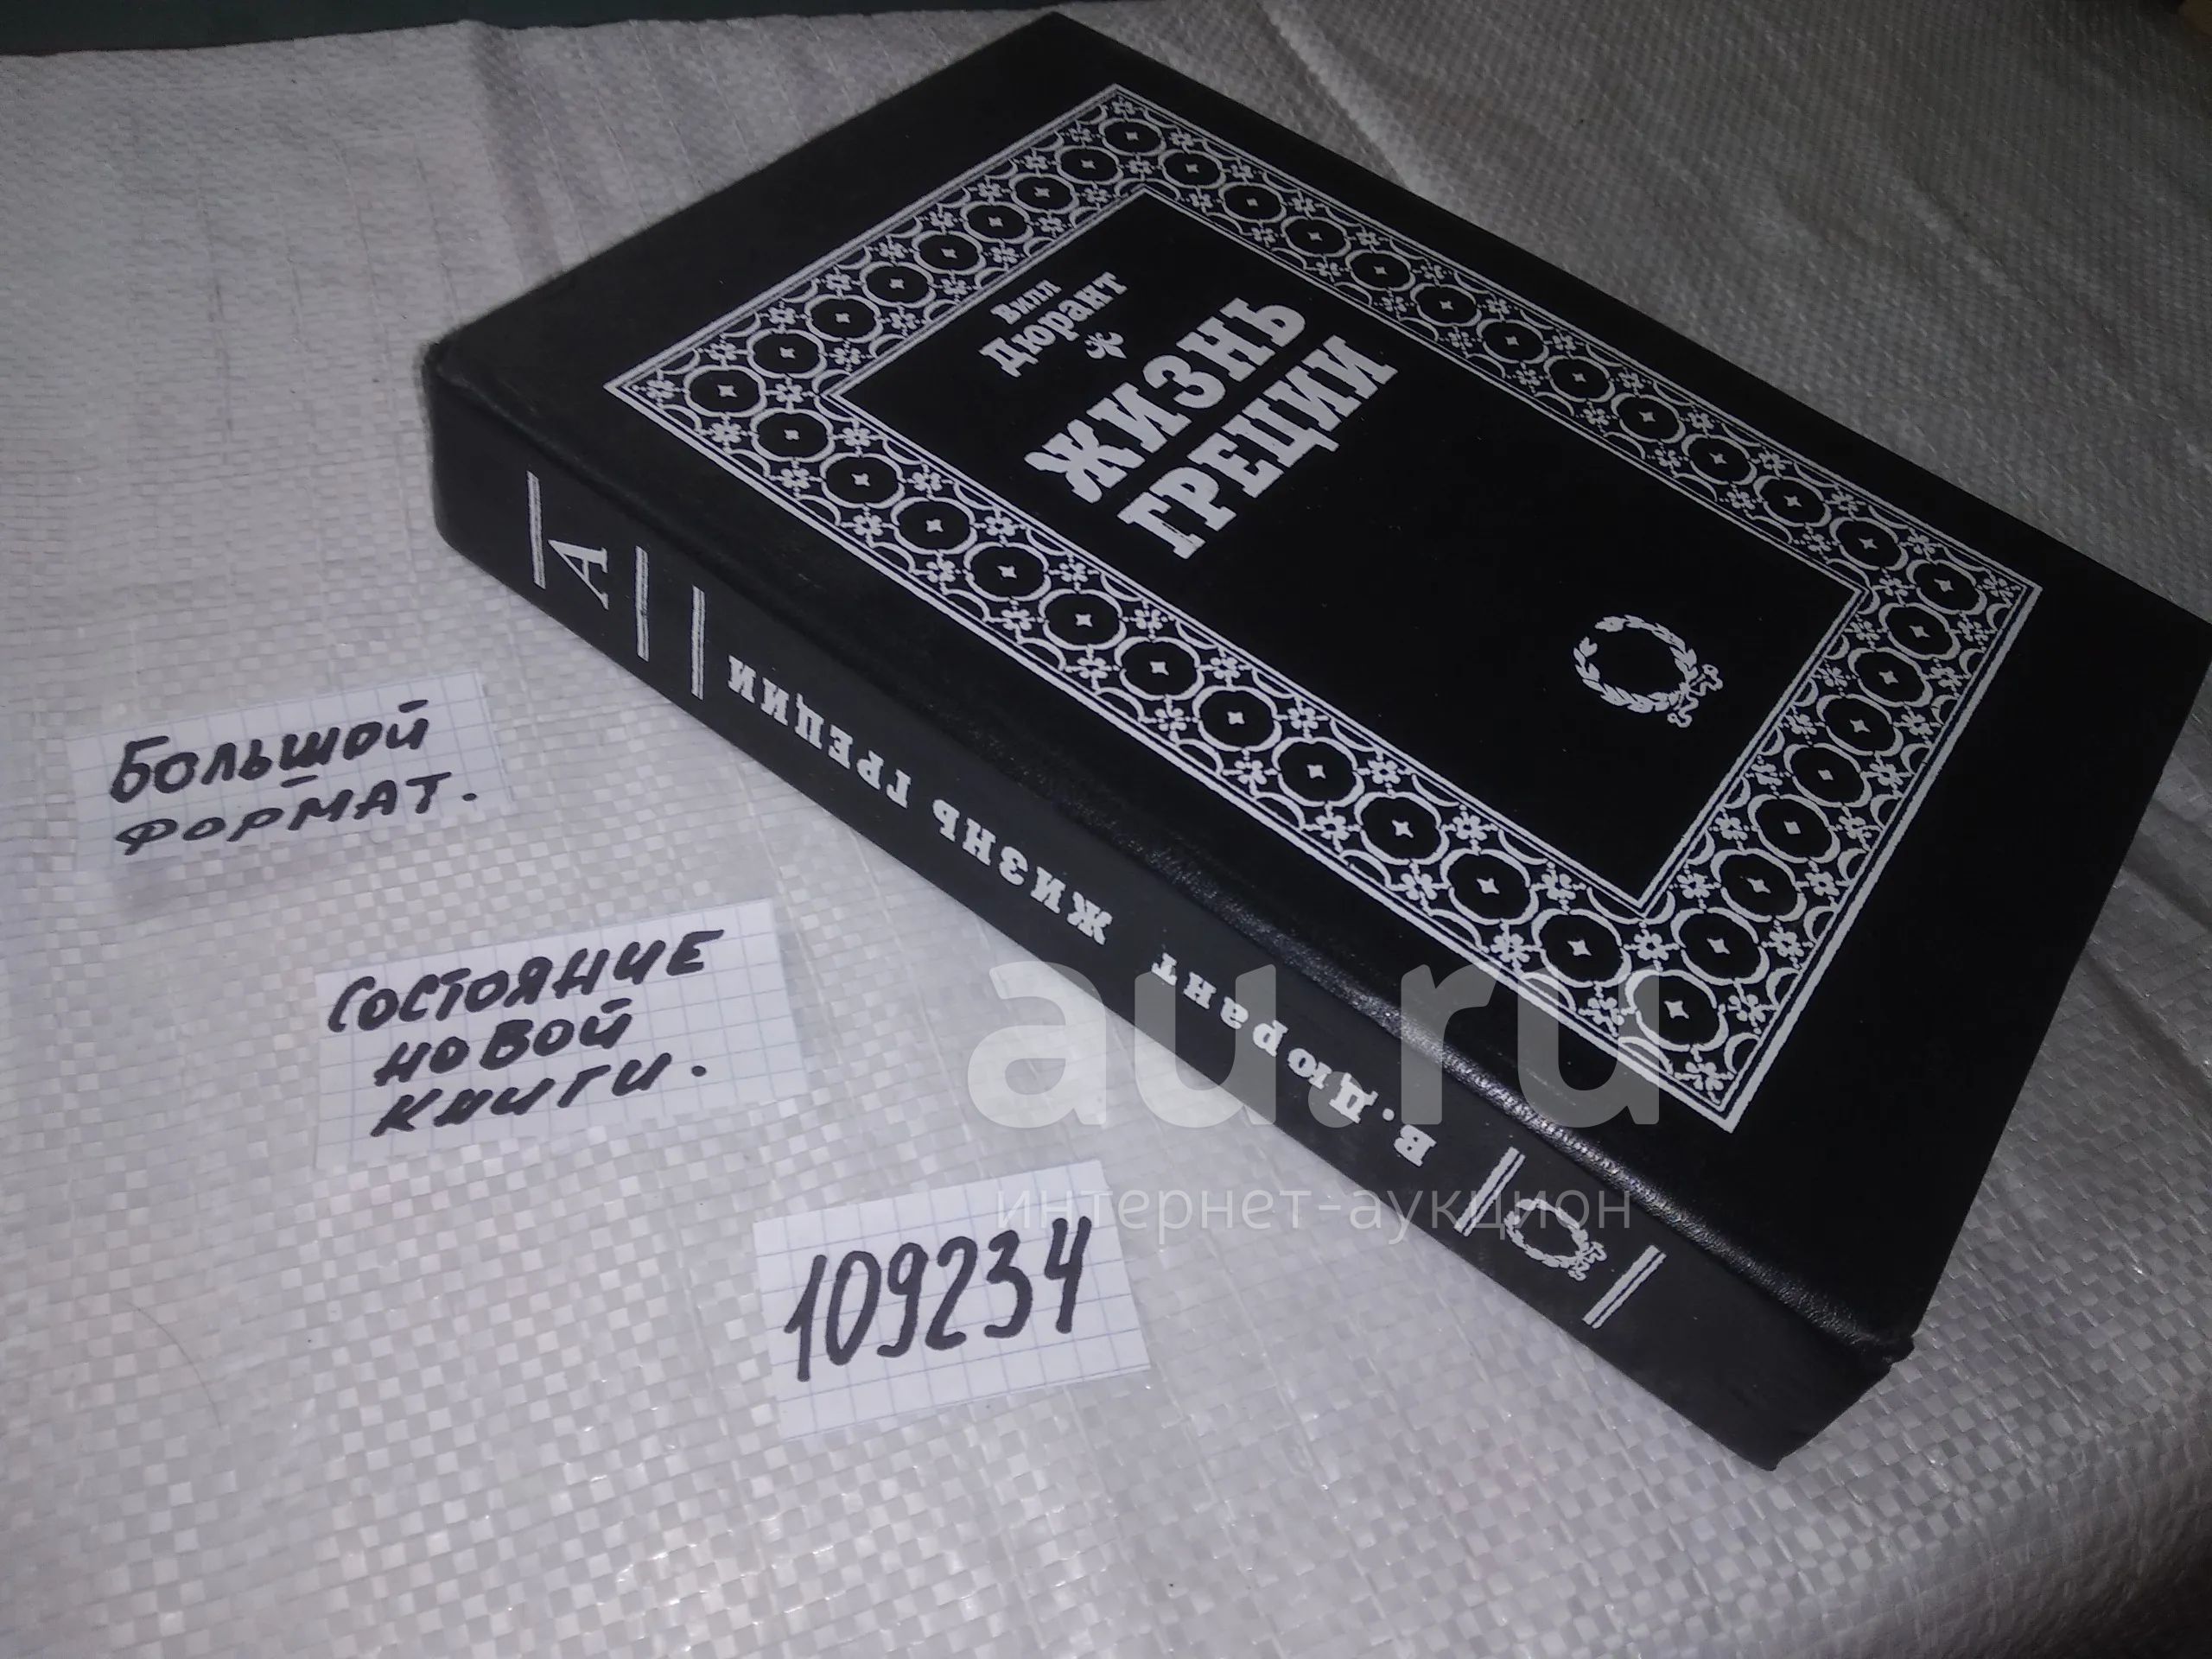 Вилл
Дюрант
ЖИЗНЬ
ГРЕЦИИ
А
В. Дюрант ЖИЗНЬ ГРЕЦИИ
БОЛЬШОЙ
ФОРМАТ.
СОСТОЯНИЕ
НОВОЙ
КНИГИ.
109234
au.ru
интернет-аукцион